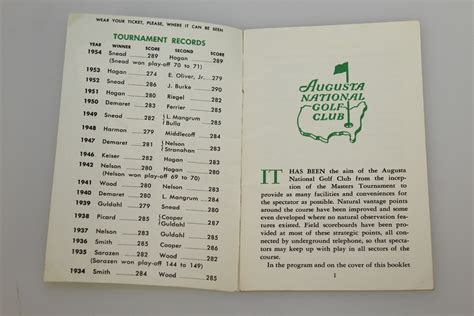 WEAR YOUR TICKET, PLEASE, WHERE IT CAN BE SEEN
TOURNAMENT RECORDS
YEAR WINNER SCORE SECOND SCORE
1954 Snead 289 Hogan 289
(Snead won play-off 70 to 71)
1953 Hogan 274 E. Oliver, Jr. 279
1952 Snead 286 J. Burke 290
1951 Hogan 280 Riegel 282
1950 Demaret 283 Ferrier 285
1949 Snead 282 L. Mangrum
Bulla 285
1948 Harmon 279 Middlecoff 284
1947 Demaret 281 Nelson
Stranahan 283
1946 Keiser 282 Hogan 283
1942 Nelson 280 Hogan 280
(Nelson won play-off 69 to 70)
1941 Wood 280 Nelson 283
1940 Demaret 280 L. Mangrum 284
1939 Guldahl 279 Snead 280
1938 Picard 285 Cooper
Guldahl 287
1937 Nelson 283 Guldahl 285
1936 Smith 285 Cooper 286
1935 Sarazen 282 Wood 282
(Sarazen won play-off 144 to 149)
1934 Smith 284 Wood 285
AUGUSTA
NATIONAL
GOLF
CLUB
IT HAS BEEN the aim of the Augusta
National Golf Club from the incep-
tion of the Masters Tournament to
provide as many facilities and conveniences for
the spectator as possible. Natural vantage points
around the course have been improved and some
even developed where no natural observation fea-
tures existed. Field scoreboards have been pro-
vided at most of these strategic points, all con-
nected by underground telephone, so that specta-
tors may keep up with play in all sectors of the
course.
In the program and on the cover of this booklet
1